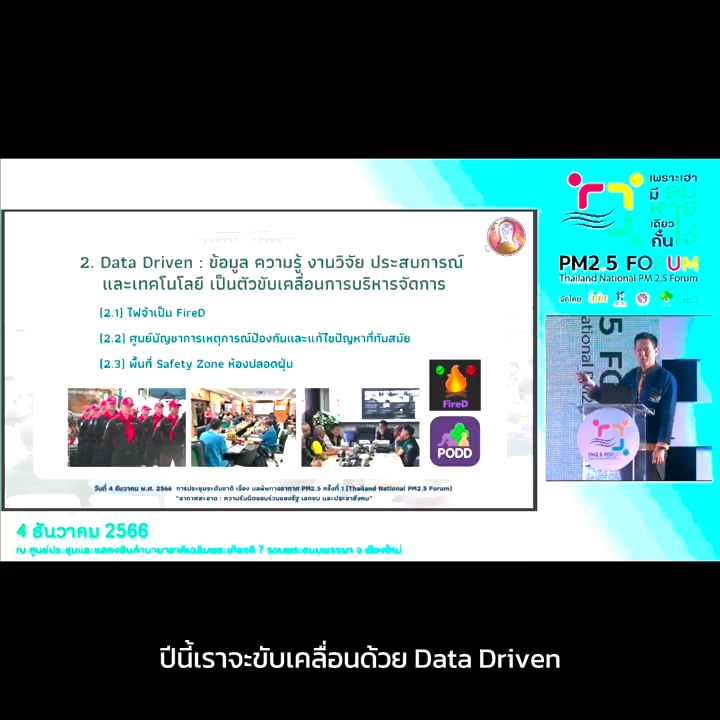 เพราะเฮา
มี ลม
หาย
เดียว ใจ
กั๋น
PM2.5 FORUM
Thailand National PM 2.5 Forum
จัดโดย
2. Data Driven : ข้อมูล ความรู้ งานวิจัย ประสบการณ์
และเทคโนโลยี เป็นตัวขับเคลื่อนการบริหารจัดการ
(2.1) ไฟจำเป็น FireD
(2.2) ศูนย์บัญชาการเหตุการณ์ป้องกันและแก้ไขปัญหาที่ทันสมัย
(2.3) พื้นที่ Safety Zone ห้องปลอดฝุ่น
FireD
PODD
วันที่ 4 ธันวาคม พ.ศ. 2566 การประชุมระดับชาติ เรื่อง มลพิษทางอากาศ PM2.5 ครั้งที่ 1 (Thailand National PM2.5 Forum)
"อากาศสะอาด : ความรับผิดชอบร่วมของรัฐ เอกชน และประชาสังคม"
5 FO
ational PM2
PM2.5 FORUM
4 ธันวาคม 2566
ณ ศูนย์ประชุมและแสดงสินค้านานาชาติเฉลิมพระเกียรติ 7 รอบพระชนมพรรษา จ.เชียงใหม่
ปีนี้เราจะขับเคลื่อนด้วย Data Driven